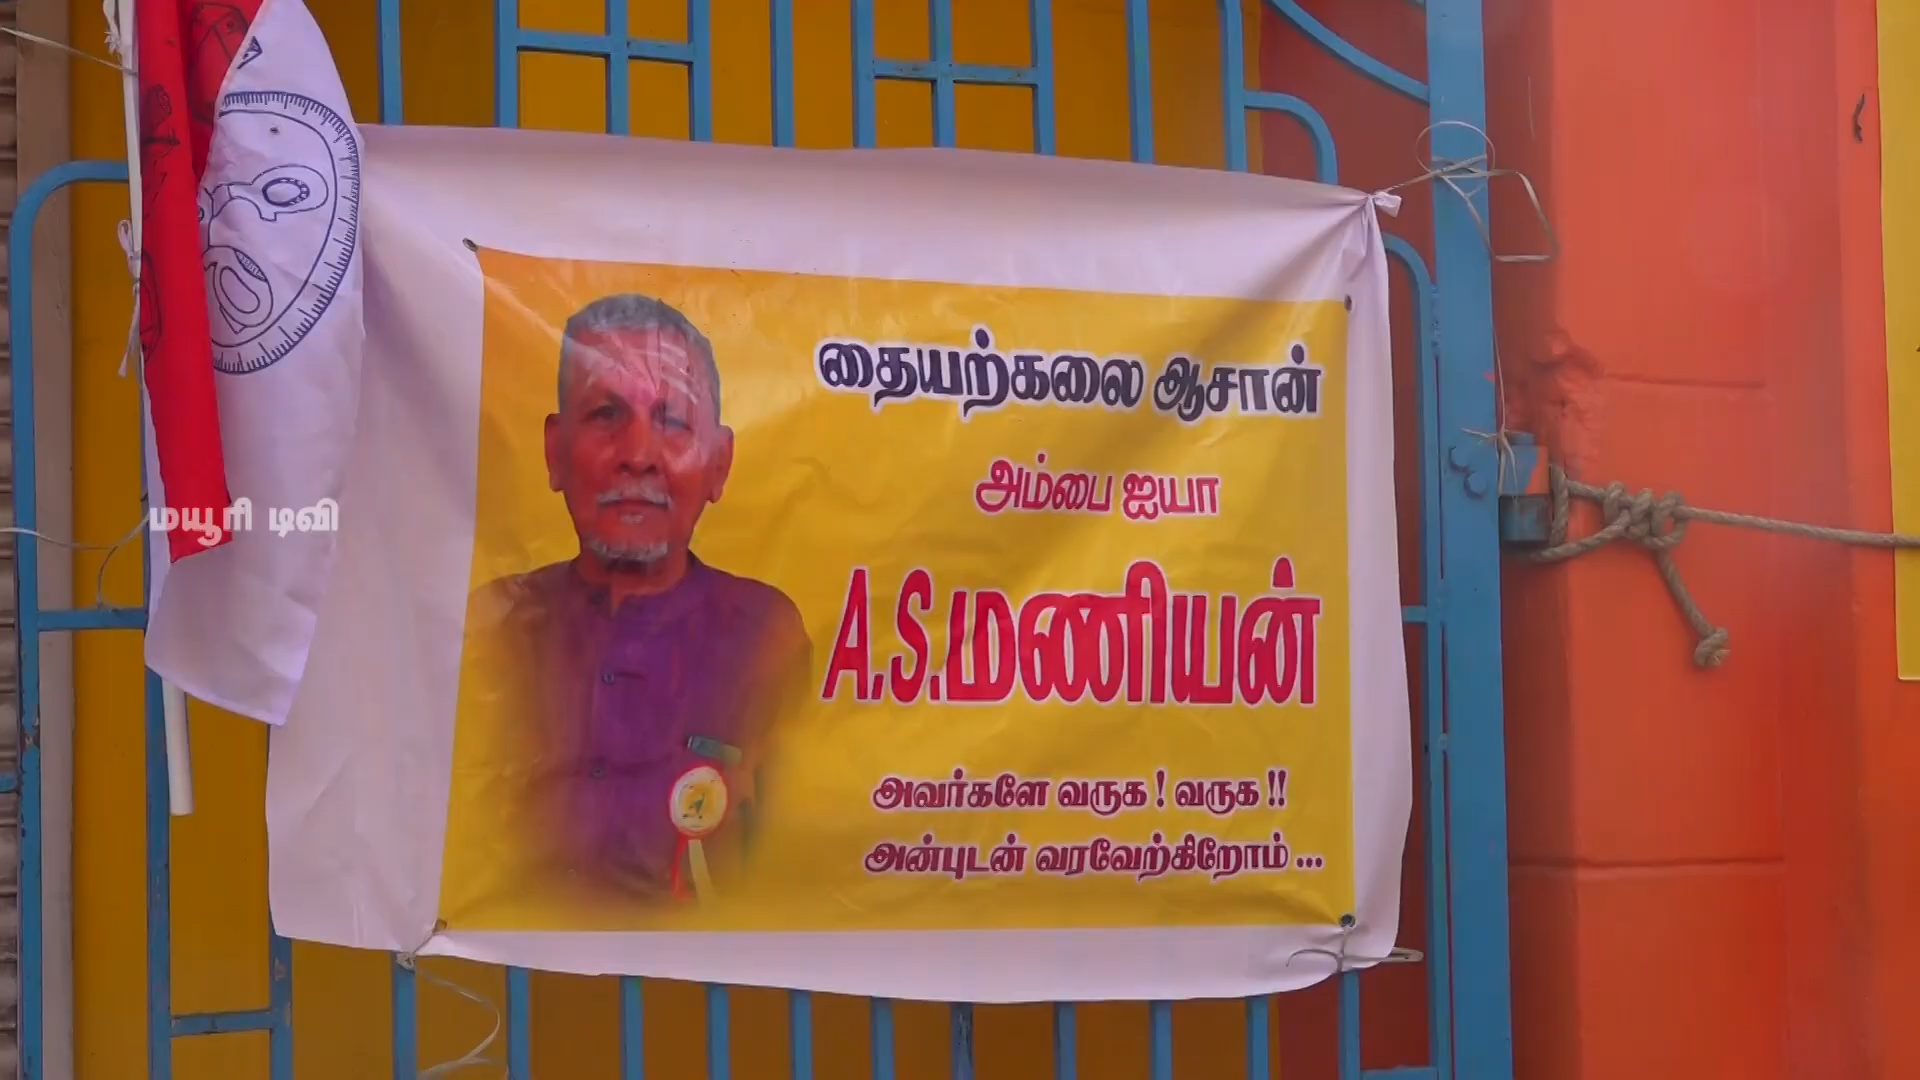 தையற்கலை ஆசான்
அம்பை ஐயா
A.S.மணியன்
அவர்களே வருக ! வருக !!
அன்புடன் வரவேற்கிறோம் ...
மயூரி டிவி